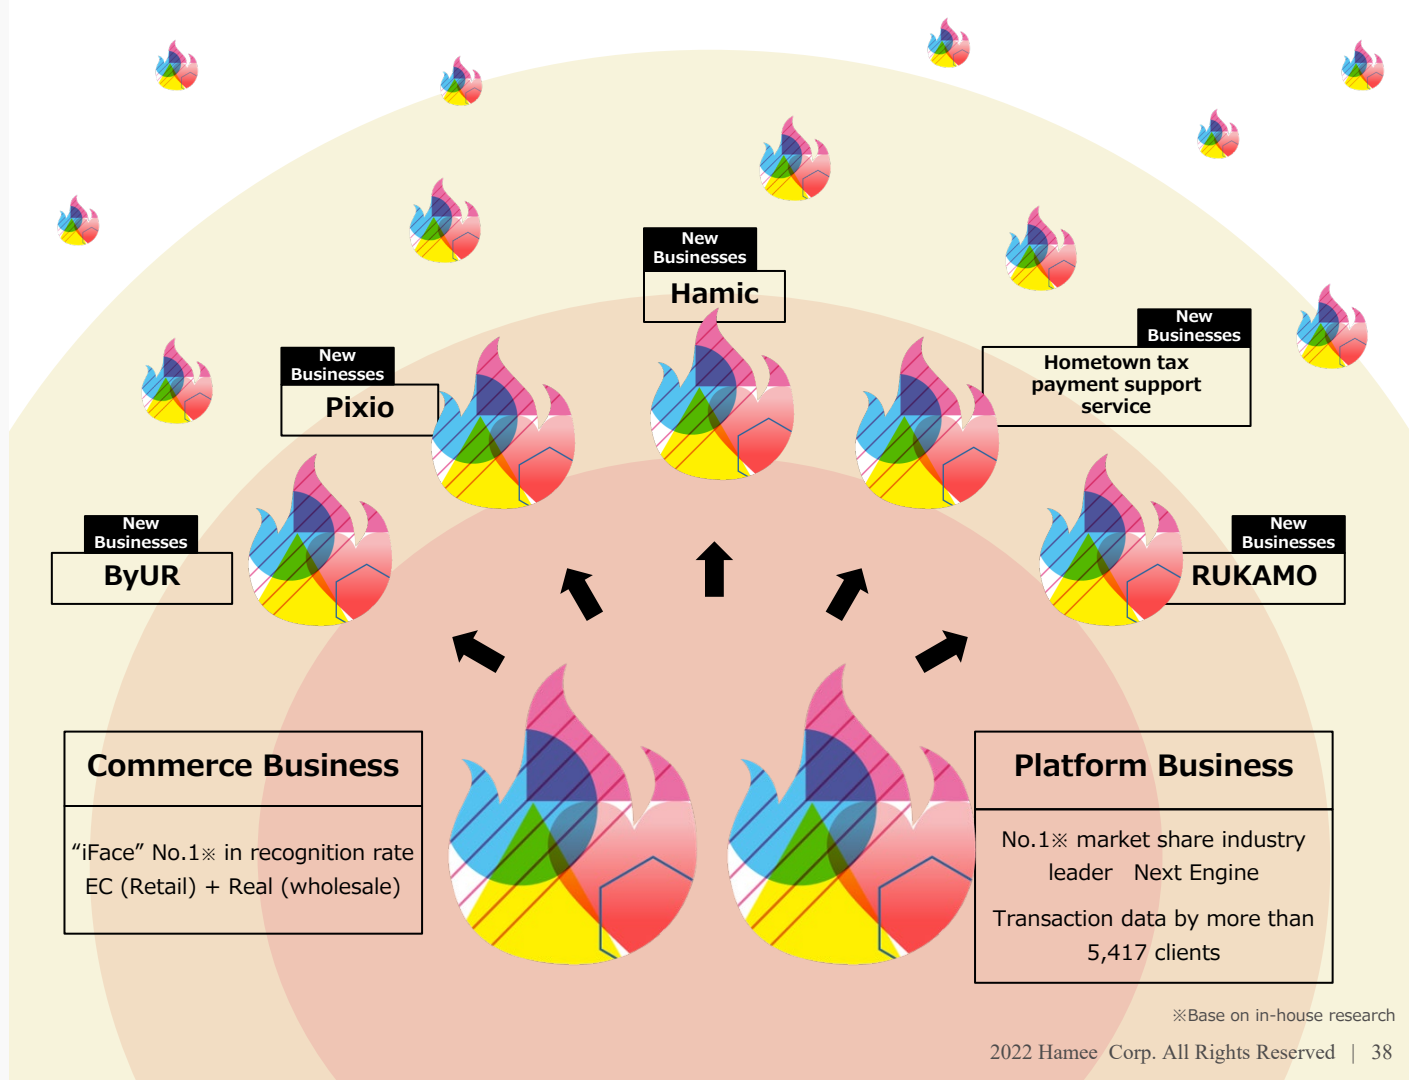 New
Businesses
Hamic
New
Businesses
Pixio
New
Businesses
Hometown tax
payment support
service
New
Businesses
ByUR
New
Businesses
RUKAMO
Commerce Business
“iFace” No.1※ in recognition rate
EC (Retail) + Real (wholesale)
Platform Business
No.1※ market share industry
leader Next Engine
Transaction data by more than
5,417 clients
※Base on in-house research
2022 Hamee Corp. All Rights Reserved | 38